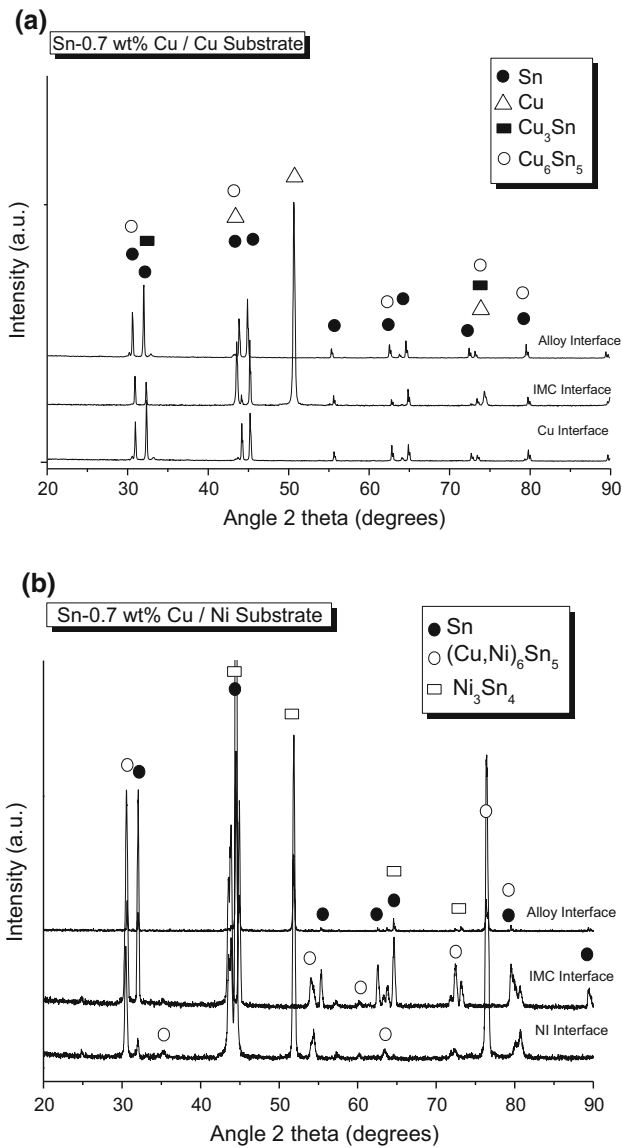 (a)
Sn-0.7 wt% Cu / Cu Substrate
Sn
Cu
Cu₃Sn
Cu₆Sn₅
Intensity (a.u.)
Alloy Interface
IMC Interface
Cu Interface
20 30 40 50 60 70 80 90
Angle 2 theta (degrees)
(b)
Sn-0.7 wt% Cu / Ni Substrate
Sn
(Cu,Ni)₆Sn₅
Ni₃Sn₄
Intensity (a.u.)
Alloy Interface
IMC Interface
NI Interface
20 30 40 50 60 70 80 90
Angle 2 theta (degrees)